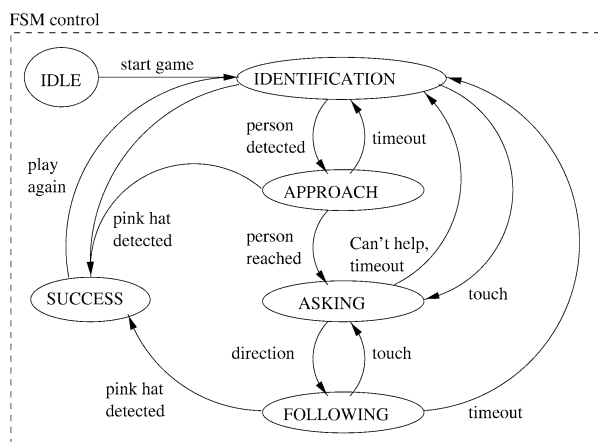 FSM control
start game
IDLE
IDENTIFICATION
person
detected
timeout
play
again
APPROACH
pink hat
detected
person
reached
Can't help,
timeout
SUCCESS
ASKING
touch
direction
touch
pink hat
detected
FOLLOWING
timeout